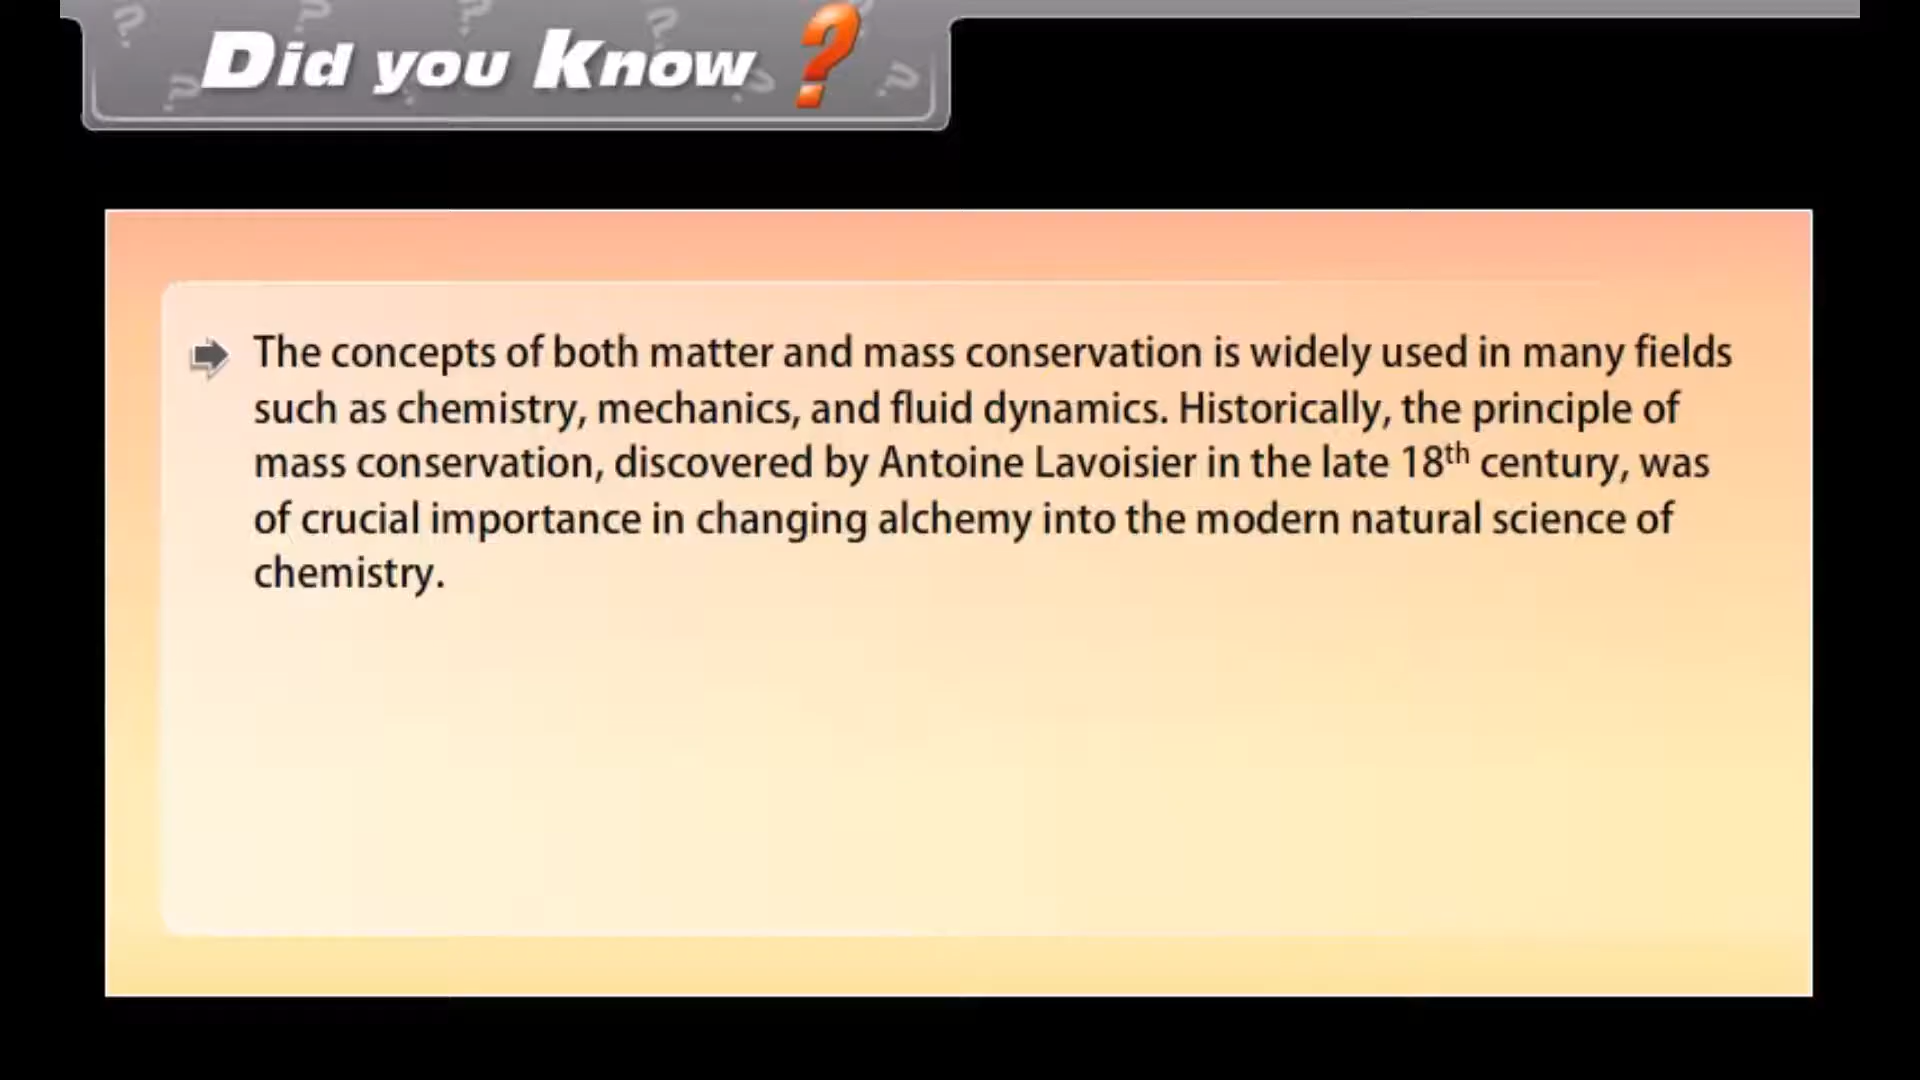 Did you Know ?
The concepts of both matter and mass conservation is widely used in many fields
such as chemistry, mechanics, and fluid dynamics. Historically, the principle of
mass conservation, discovered by Antoine Lavoisier in the late 18th century, was
of crucial importance in changing alchemy into the modern natural science of
chemistry.